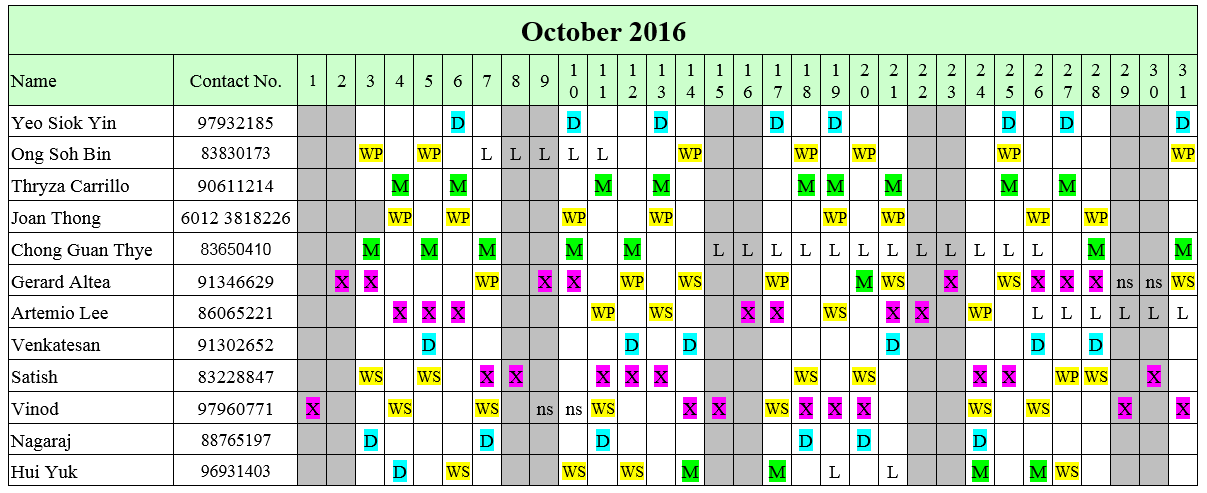 October 2016
Name Contact No. 1 2 3 4 5 6 7 8 9 10 11 12 13 14 15 16 17 18 19 20 21 22 23 24 25 26 27 28 29 30 31
Yeo Siok Yin 97932185 D D D D D D D D
Ong Soh Bin 83830173 WP WP L L L L L WP WP WP WP WP
Thryza Carrillo 90611214 M M M M M M M M M
Joan Thong 6012 3818226 WP WP WP WP WP WP WP WP
Chong Guan Thye 83650410 M M M M M L L L L L L L L L L L L M M
Gerard Altea 91346629 X X WP X X WP WS WP M WS X WS X X X ns ns WS
Artemio Lee 86065221 X X X WP WS X X WS X X WP L L L L L L
Venkatesan 91302652 D D D D D D
Satish 83228847 WS WS X X X X X WS WS X X WP WS X
Vinod 97960771 X WS WS ns ns WS X X WS X X X WS WS X X
Nagaraj 88765197 D D D D D D
Hui Yuk 96931403 D WS WS WS M M L L M M WS